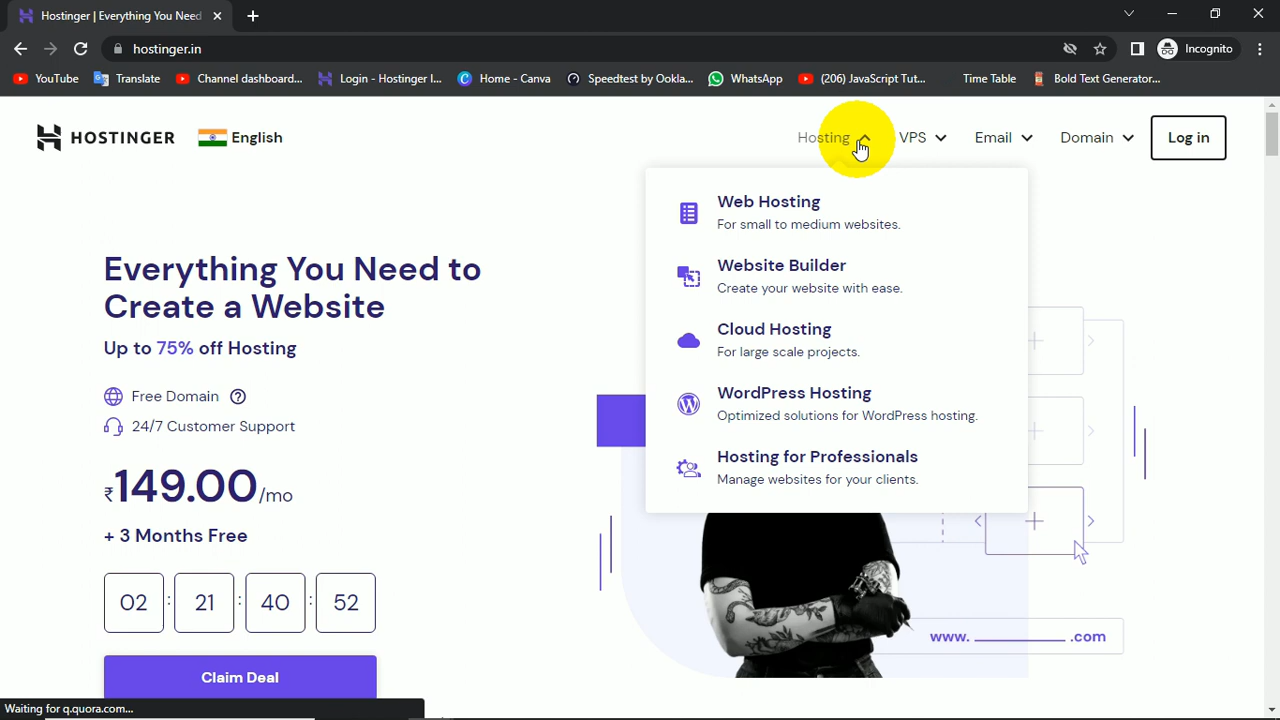 Hostinger | Everything You Need
hostinger.in
Incognito
YouTube
Translate
Channel dashboard...
Login - Hostinger I...
Home - Canva
Speedtest by Ookla...
WhatsApp
(206) JavaScript Tut...
Time Table
Bold Text Generator...
HOSTINGER
English
Hosting
VPS
Email
Domain
Log in
Web Hosting
For small to medium websites.
Website Builder
Create your website with ease.
Cloud Hosting
For large scale projects.
WordPress Hosting
Optimized solutions for WordPress hosting.
Hosting for Professionals
Manage websites for your clients.
Everything You Need to
Create a Website
Up to 75% off Hosting
Free Domain
24/7 Customer Support
₹149.00/mo
+ 3 Months Free
02 : 21 : 40 : 52
Claim Deal
www. __________ .com
Waiting for q.quora.com...